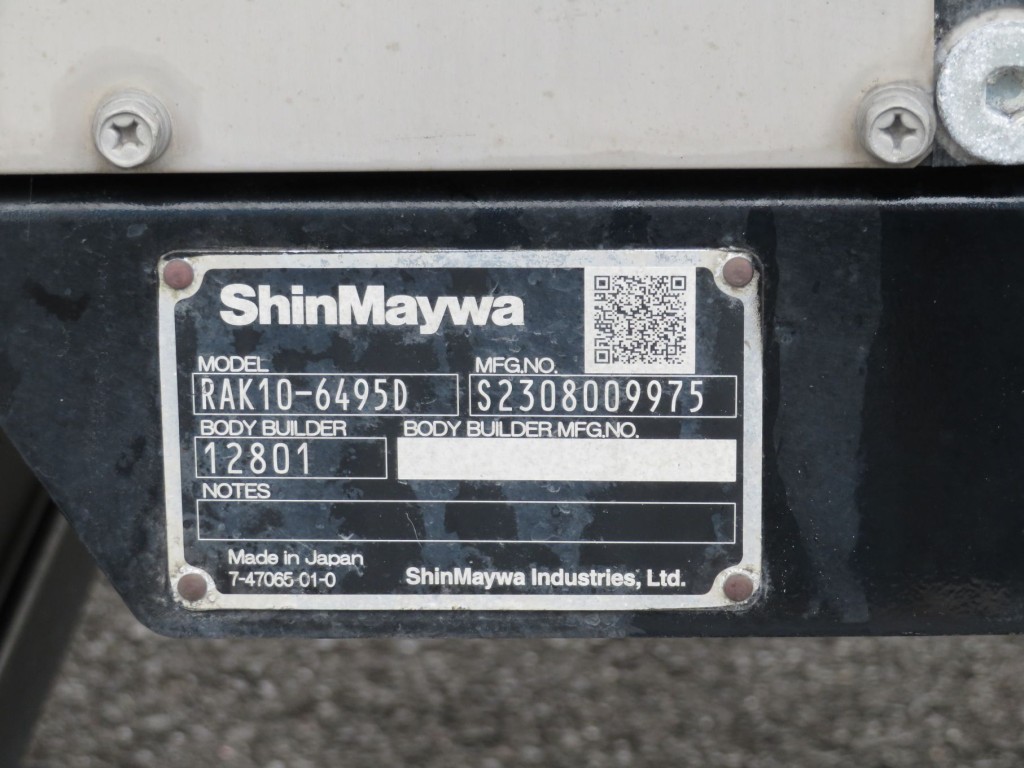 ShinMaywa
MODEL MFG.NO.
RAK10-6495D S2308009975
BODY BUILDER BODY BUILDER MFG.NO.
12801
NOTES
Made in Japan
7-47065 01-0 ShinMaywa Industries, Ltd.